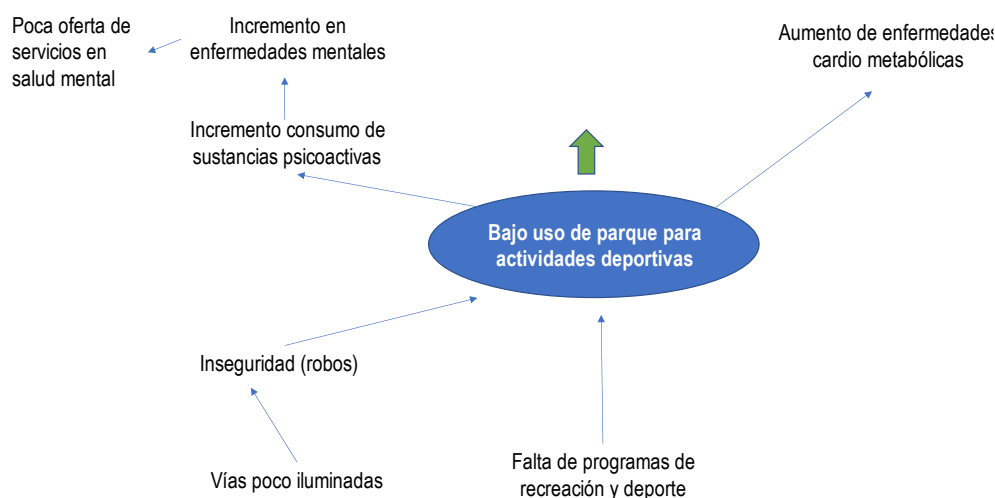 Poca oferta de
servicios en
salud mental
Incremento en
enfermedades mentales
Aumento de enfermedades
cardio metabólicas
Incremento consumo de
sustancias psicoactivas
Bajo uso de parque para
actividades deportivas
Inseguridad (robos)
Vías poco iluminadas
Falta de programas de
recreación y deporte